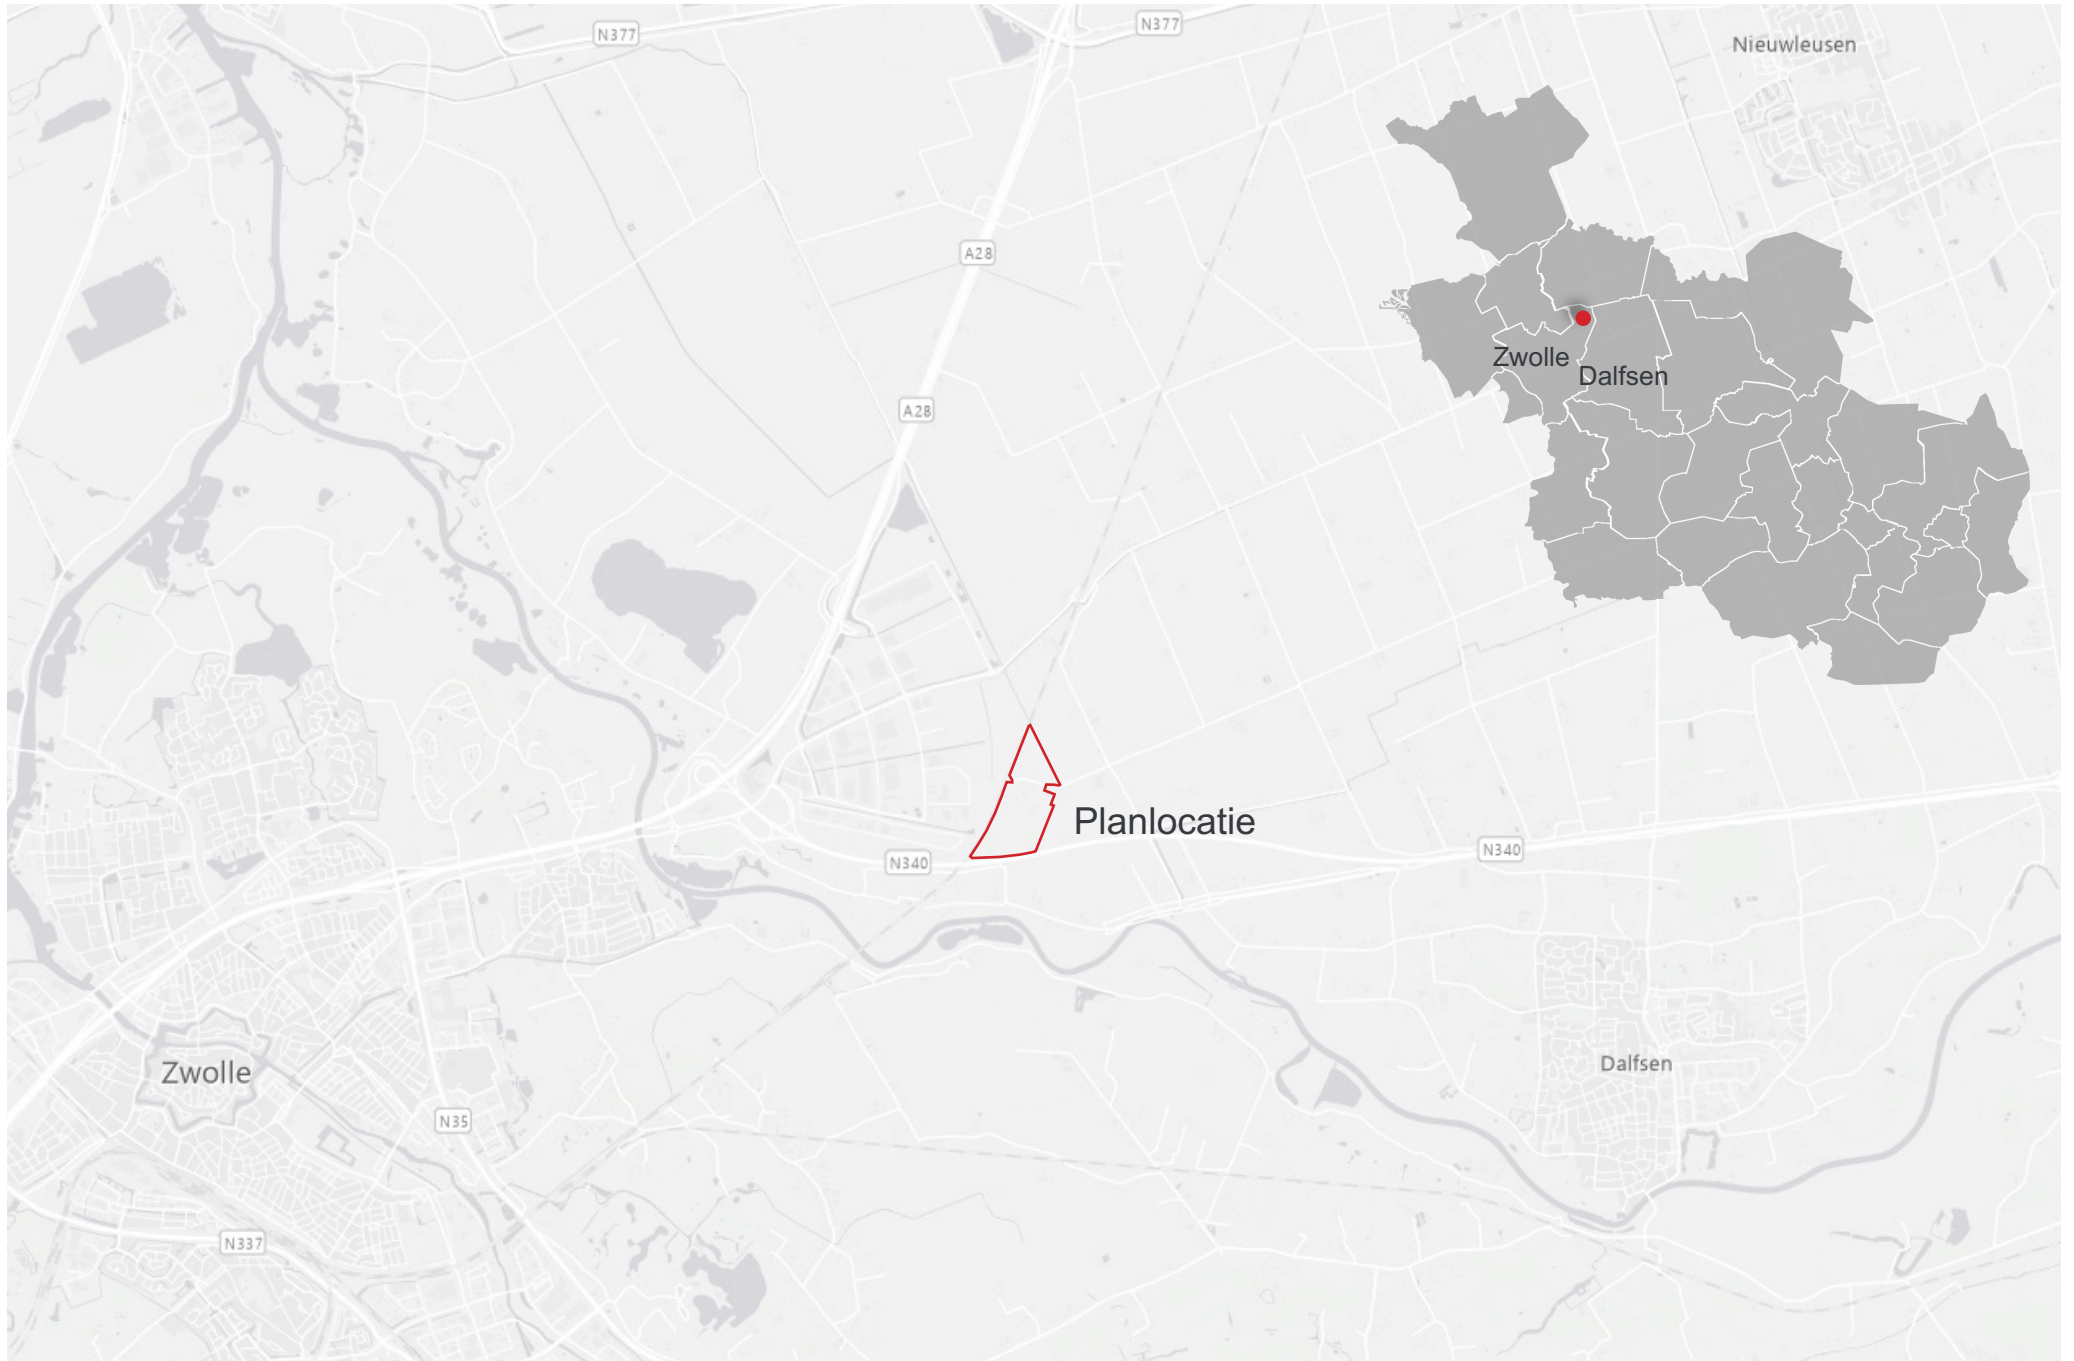 N377
N377
Nieuwleusen
A28
Zwolle
Dalfsen
A28
Planlocatie
N340
N340
Zwolle
Dalfsen
N35
N337